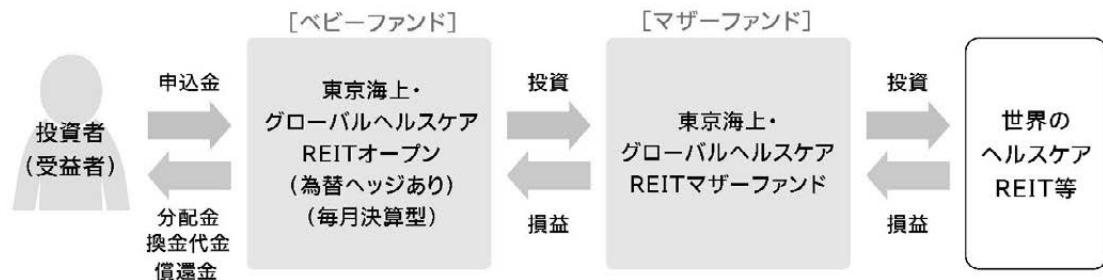 [ベビーファンド]
[マザーファンド]
投資者
(受益者)
申込金
分配金
換金代金
償還金
東京海上・
グローバルヘルスケア
REITオープン
(為替ヘッジあり)
(毎月決算型)
投資
損益
東京海上・
グローバルヘルスケア
REITマザーファンド
投資
損益
世界の
ヘルスケア
REIT等